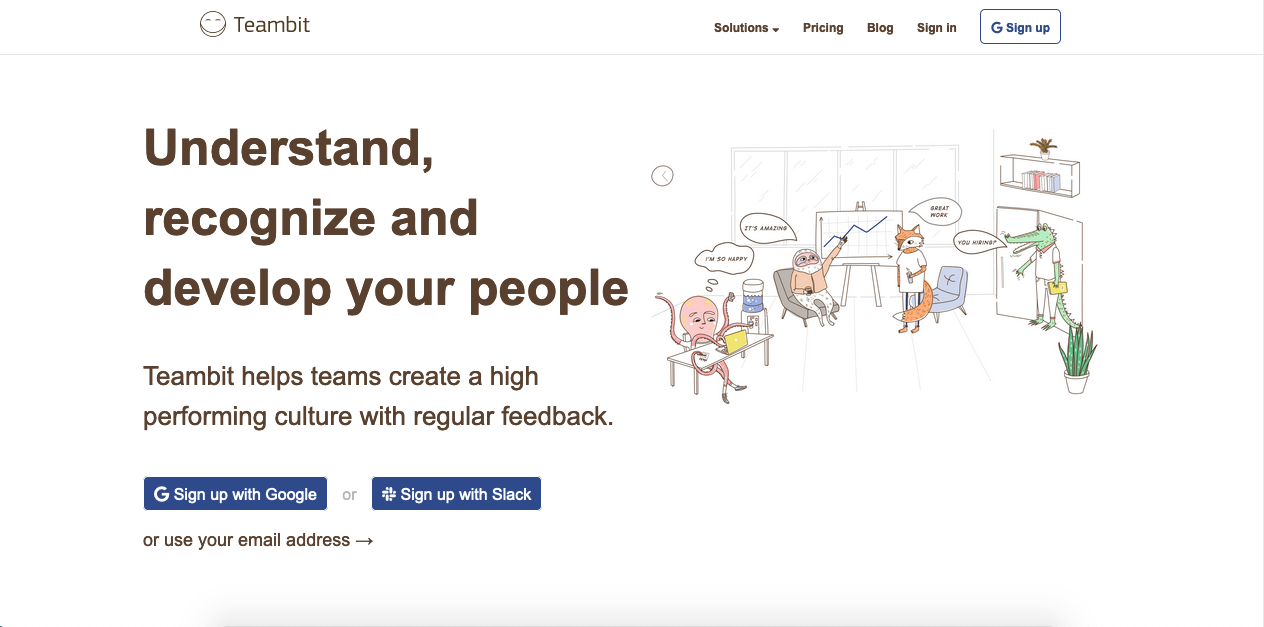 Teambit
Solutions
Pricing
Blog
Sign in
G Sign up
Understand,
recognize and
develop your people
Teambit helps teams create a high
performing culture with regular feedback.
G Sign up with Google
or
Sign up with Slack
or use your email address →
IT'S AMAZING
I'M SO HAPPY
GREAT
WORK
YOU HIRING?